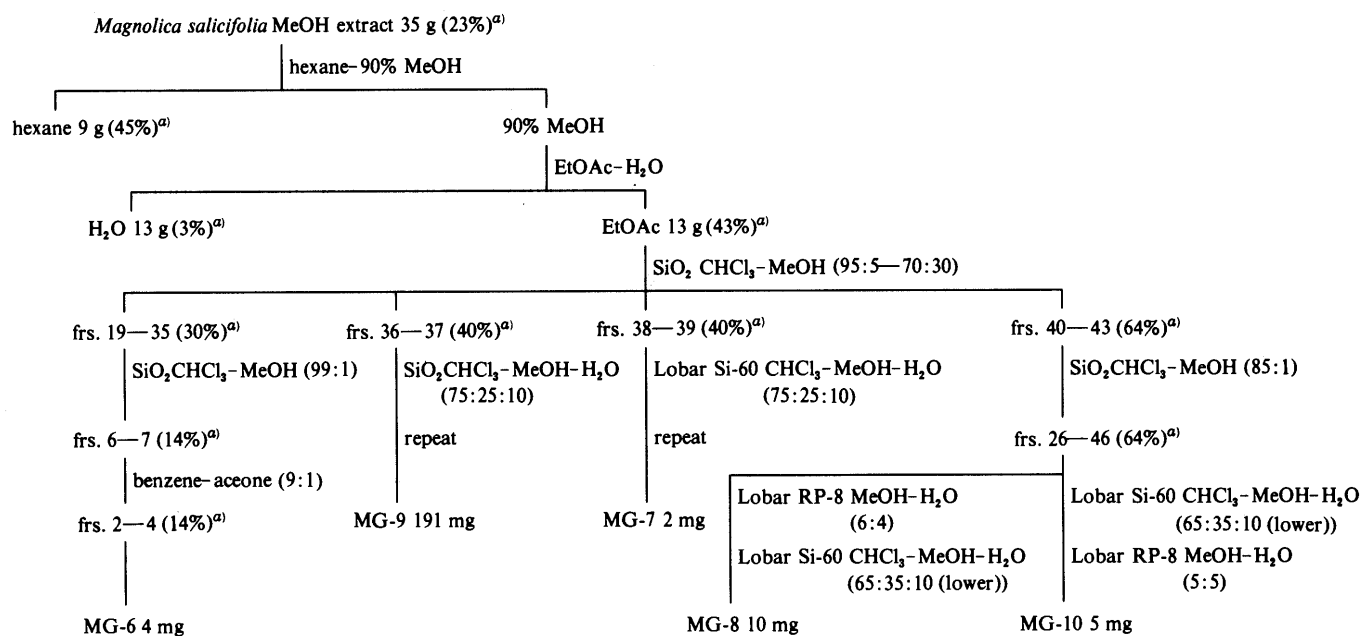 Magnolica salicifolia MeOH extract 35 g (23%)a)
hexane–90% MeOH
hexane 9 g (45%)a)
90% MeOH
EtOAc–H₂O
H₂O 13 g (3%)a)
EtOAc 13 g (43%)a)
SiO₂ CHCl₃–MeOH (95:5—70:30)
frs. 19—35 (30%)a)
frs. 36—37 (40%)a)
frs. 38—39 (40%)a)
frs. 40—43 (64%)a)
SiO₂CHCl₃–MeOH (99:1)
SiO₂CHCl₃–MeOH–H₂O
(75:25:10)
Lobar Si-60 CHCl₃–MeOH–H₂O
(75:25:10)
SiO₂CHCl₃–MeOH (85:1)
frs. 6—7 (14%)a)
repeat
repeat
frs. 26—46 (64%)a)
benzene–aceone (9:1)
frs. 2—4 (14%)a)
MG-9 191 mg
MG-7 2 mg
Lobar RP-8 MeOH–H₂O
(6:4)
Lobar Si-60 CHCl₃–MeOH–H₂O
(65:35:10 (lower))
Lobar Si-60 CHCl₃–MeOH–H₂O
(65:35:10 (lower))
Lobar RP-8 MeOH–H₂O
(5:5)
MG-6 4 mg
MG-8 10 mg
MG-10 5 mg